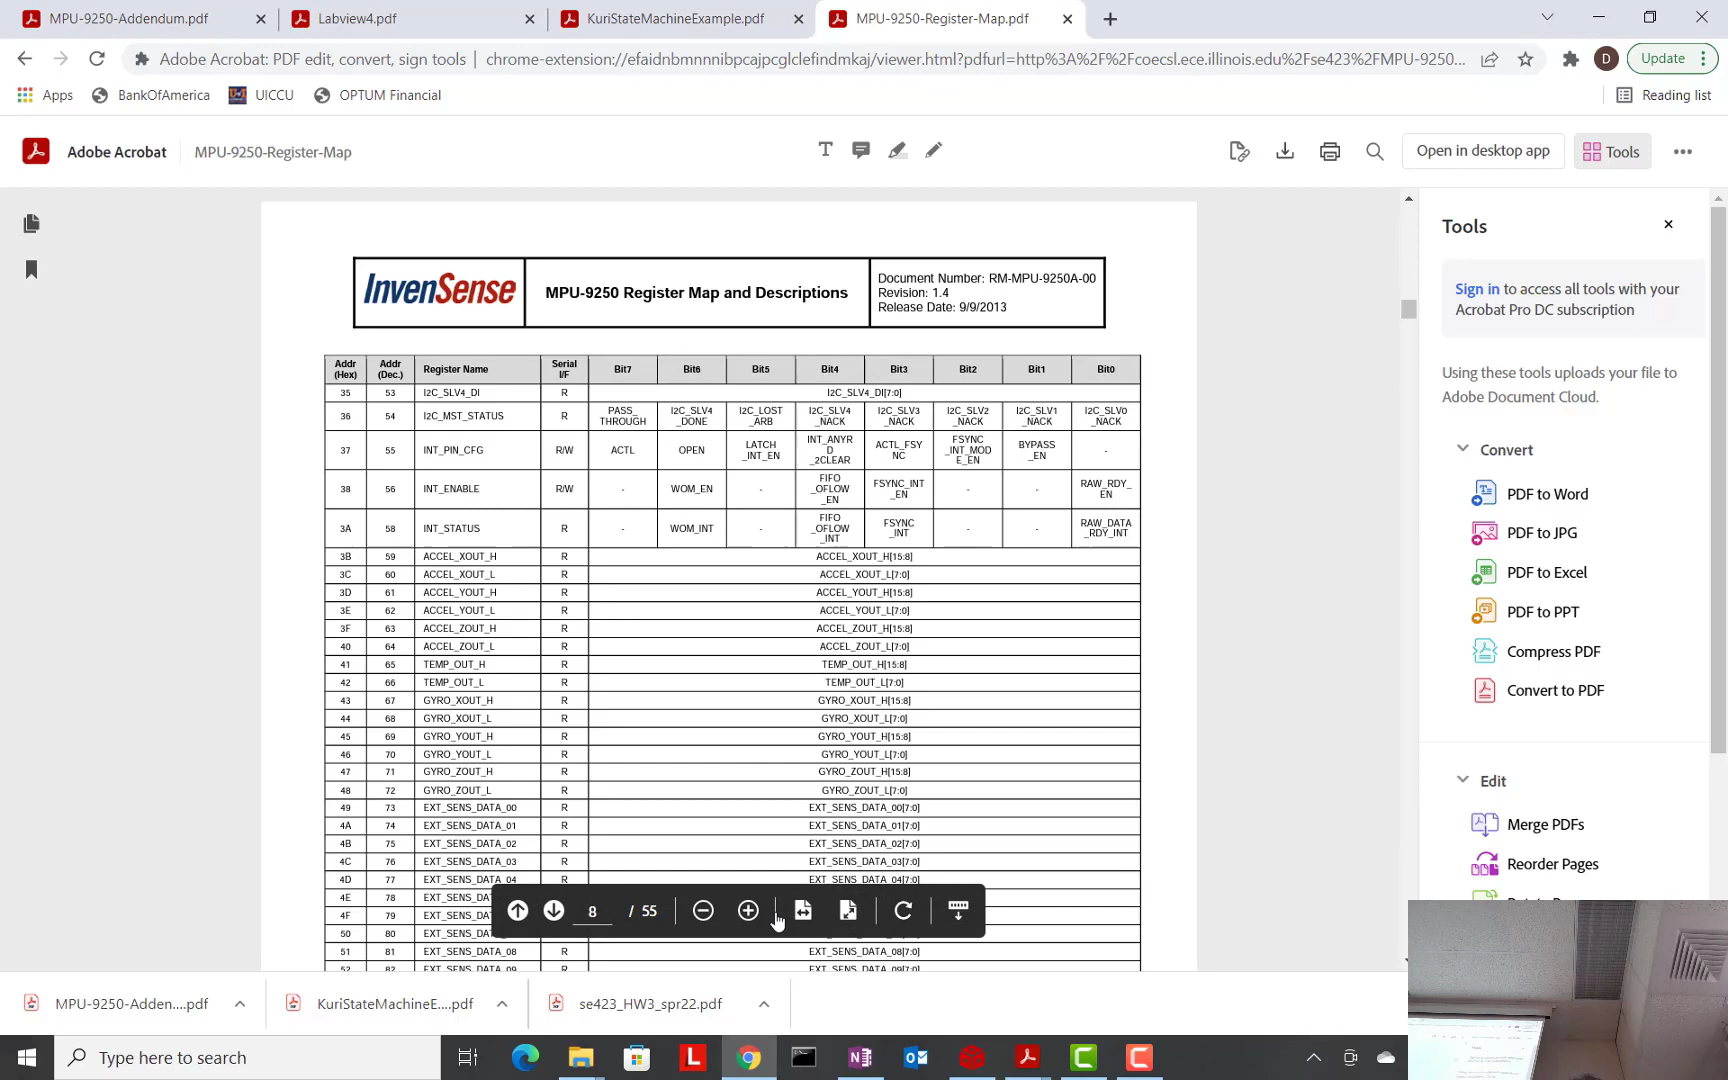 MPU-9250-Addendum.pdf
Labview4.pdf
KuriStateMachineExample.pdf
MPU-9250-Register-Map.pdf
Adobe Acrobat: PDF edit, convert, sign tools | chrome-extension://efaidnbmnnnibpcajpcglclefindmkaj/viewer.html?pdfurl=http%3A%2F%2Fcoecsl.ece.illinois.edu%2Fse423%2FMPU-9250...
D
Update
Apps BankOfAmerica UICCU OPTUM Financial Reading list
Adobe Acrobat MPU-9250-Register-Map Open in desktop app Tools
InvenSense
MPU-9250 Register Map and Descriptions
Document Number: RM-MPU-9250A-00
Revision: 1.4
Release Date: 9/9/2013
Addr (Hex) Addr (Dec.) Register Name Serial I/F Bit7 Bit6 Bit5 Bit4 Bit3 Bit2 Bit1 Bit0
35 53 I2C_SLV4_DI R I2C_SLV4_DI[7:0]
36 54 I2C_MST_STATUS R PASS_THROUGH I2C_SLV4_DONE I2C_LOST_ARB I2C_SLV4_NACK I2C_SLV3_NACK I2C_SLV2_NACK I2C_SLV1_NACK I2C_SLV0_NACK
37 55 INT_PIN_CFG R/W ACTL OPEN LATCH_INT_EN INT_ANYRD_2CLEAR ACTL_FSYNC FSYNC_INT_MODE_EN BYPASS_EN -
38 56 INT_ENABLE R/W - WOM_EN - FIFO_OFLOW_EN FSYNC_INT_EN - - RAW_RDY_EN
3A 58 INT_STATUS R - WOM_INT - FIFO_OFLOW_INT FSYNC_INT - - RAW_DATA_RDY_INT
3B 59 ACCEL_XOUT_H R ACCEL_XOUT_H[15:8]
3C 60 ACCEL_XOUT_L R ACCEL_XOUT_L[7:0]
3D 61 ACCEL_YOUT_H R ACCEL_YOUT_H[15:8]
3E 62 ACCEL_YOUT_L R ACCEL_YOUT_L[7:0]
3F 63 ACCEL_ZOUT_H R ACCEL_ZOUT_H[15:8]
40 64 ACCEL_ZOUT_L R ACCEL_ZOUT_L[7:0]
41 65 TEMP_OUT_H R TEMP_OUT_H[15:8]
42 66 TEMP_OUT_L R TEMP_OUT_L[7:0]
43 67 GYRO_XOUT_H R GYRO_XOUT_H[15:8]
44 68 GYRO_XOUT_L R GYRO_XOUT_L[7:0]
45 69 GYRO_YOUT_H R GYRO_YOUT_H[15:8]
46 70 GYRO_YOUT_L R GYRO_YOUT_L[7:0]
47 71 GYRO_ZOUT_H R GYRO_ZOUT_H[15:8]
48 72 GYRO_ZOUT_L R GYRO_ZOUT_L[7:0]
49 73 EXT_SENS_DATA_00 R EXT_SENS_DATA_00[7:0]
4A 74 EXT_SENS_DATA_01 R EXT_SENS_DATA_01[7:0]
4B 75 EXT_SENS_DATA_02 R EXT_SENS_DATA_02[7:0]
4C 76 EXT_SENS_DATA_03 R EXT_SENS_DATA_03[7:0]
4D 77 EXT_SENS_DATA_04 R EXT_SENS_DATA_04[7:0]
4E 78 EXT_SENS_D
4F 79 EXT_SENS_D
50 80 EXT_SENS_D
51 81 EXT_SENS_DATA_08 R EXT_SENS_DATA_08[7:0]
52 82 EXT_SENS_DATA_09 R EXT_SENS_DATA_09[7:0]
8 / 55
Tools
Sign in to access all tools with your
Acrobat Pro DC subscription
Using these tools uploads your file to
Adobe Document Cloud.
Convert
PDF to Word
PDF to JPG
PDF to Excel
PDF to PPT
Compress PDF
Convert to PDF
Edit
Merge PDFs
Reorder Pages
MPU-9250-Adden....pdf
KuriStateMachineE....pdf
se423_HW3_spr22.pdf
Type here to search